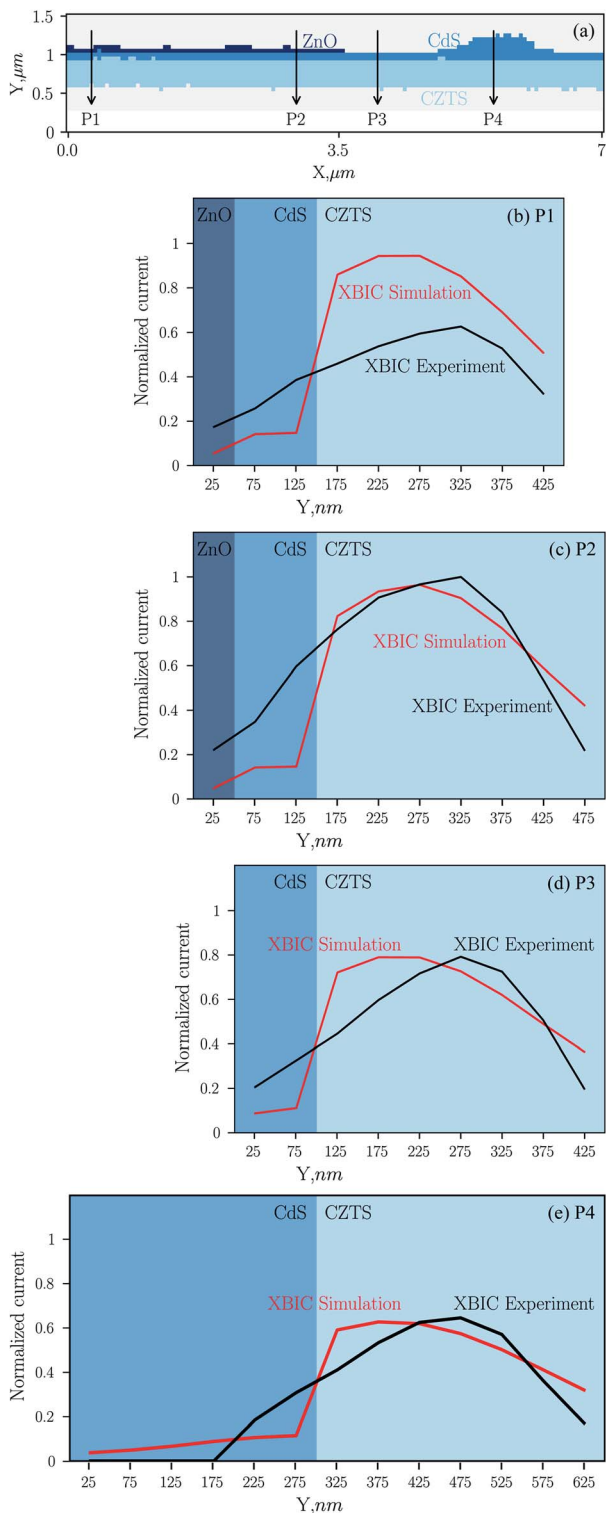 1.5
(a)
ZnO
CdS
1
Y,μm
0.5
CZTS
0
P1
P2
P3
P4
0.0
3.5
7
X,μm
ZnO
CdS
CZTS
(b) P1
1
XBIC Simulation
0.8
Normalized current
0.6
XBIC Experiment
0.4
0.2
0
25 75 125 175 225 275 325 375 425
Y,nm
ZnO
CdS
CZTS
(c) P2
1
0.8
Normalized current
XBIC Simulation
0.6
XBIC Experiment
0.4
0.2
0
25 75 125 175 225 275 325 375 425 475
Y,nm
CdS
CZTS
(d) P3
1
XBIC Simulation
XBIC Experiment
0.8
Normalized current
0.6
0.4
0.2
0
25 75 125 175 225 275 325 375 425
Y,nm
CdS
CZTS
(e) P4
1
0.8
Normalized current
XBIC Simulation
XBIC Experiment
0.6
0.4
0.2
0
25 75 125 175 225 275 325 375 425 475 525 575 625
Y,nm